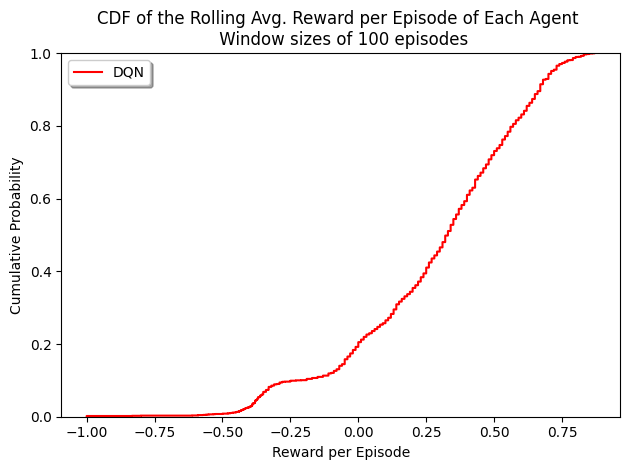 CDF of the Rolling Avg. Reward per Episode of Each Agent
Window sizes of 100 episodes
DQN
Cumulative Probability
1.0
0.8
0.6
0.4
0.2
0.0
−1.00 −0.75 −0.50 −0.25 0.00 0.25 0.50 0.75
Reward per Episode